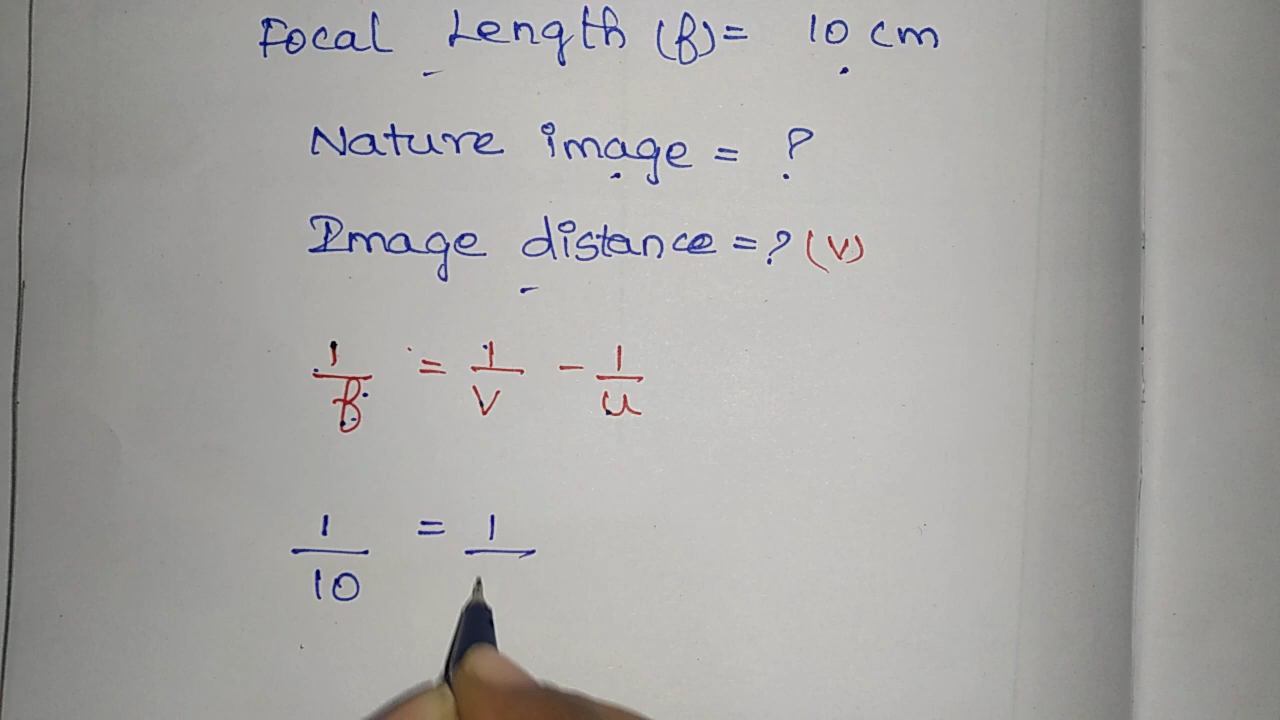 Focal Length (f) = 10 cm
Nature image = ?
Image distance = ? (v)
1/f = 1/v - 1/u
1/10 = 1/